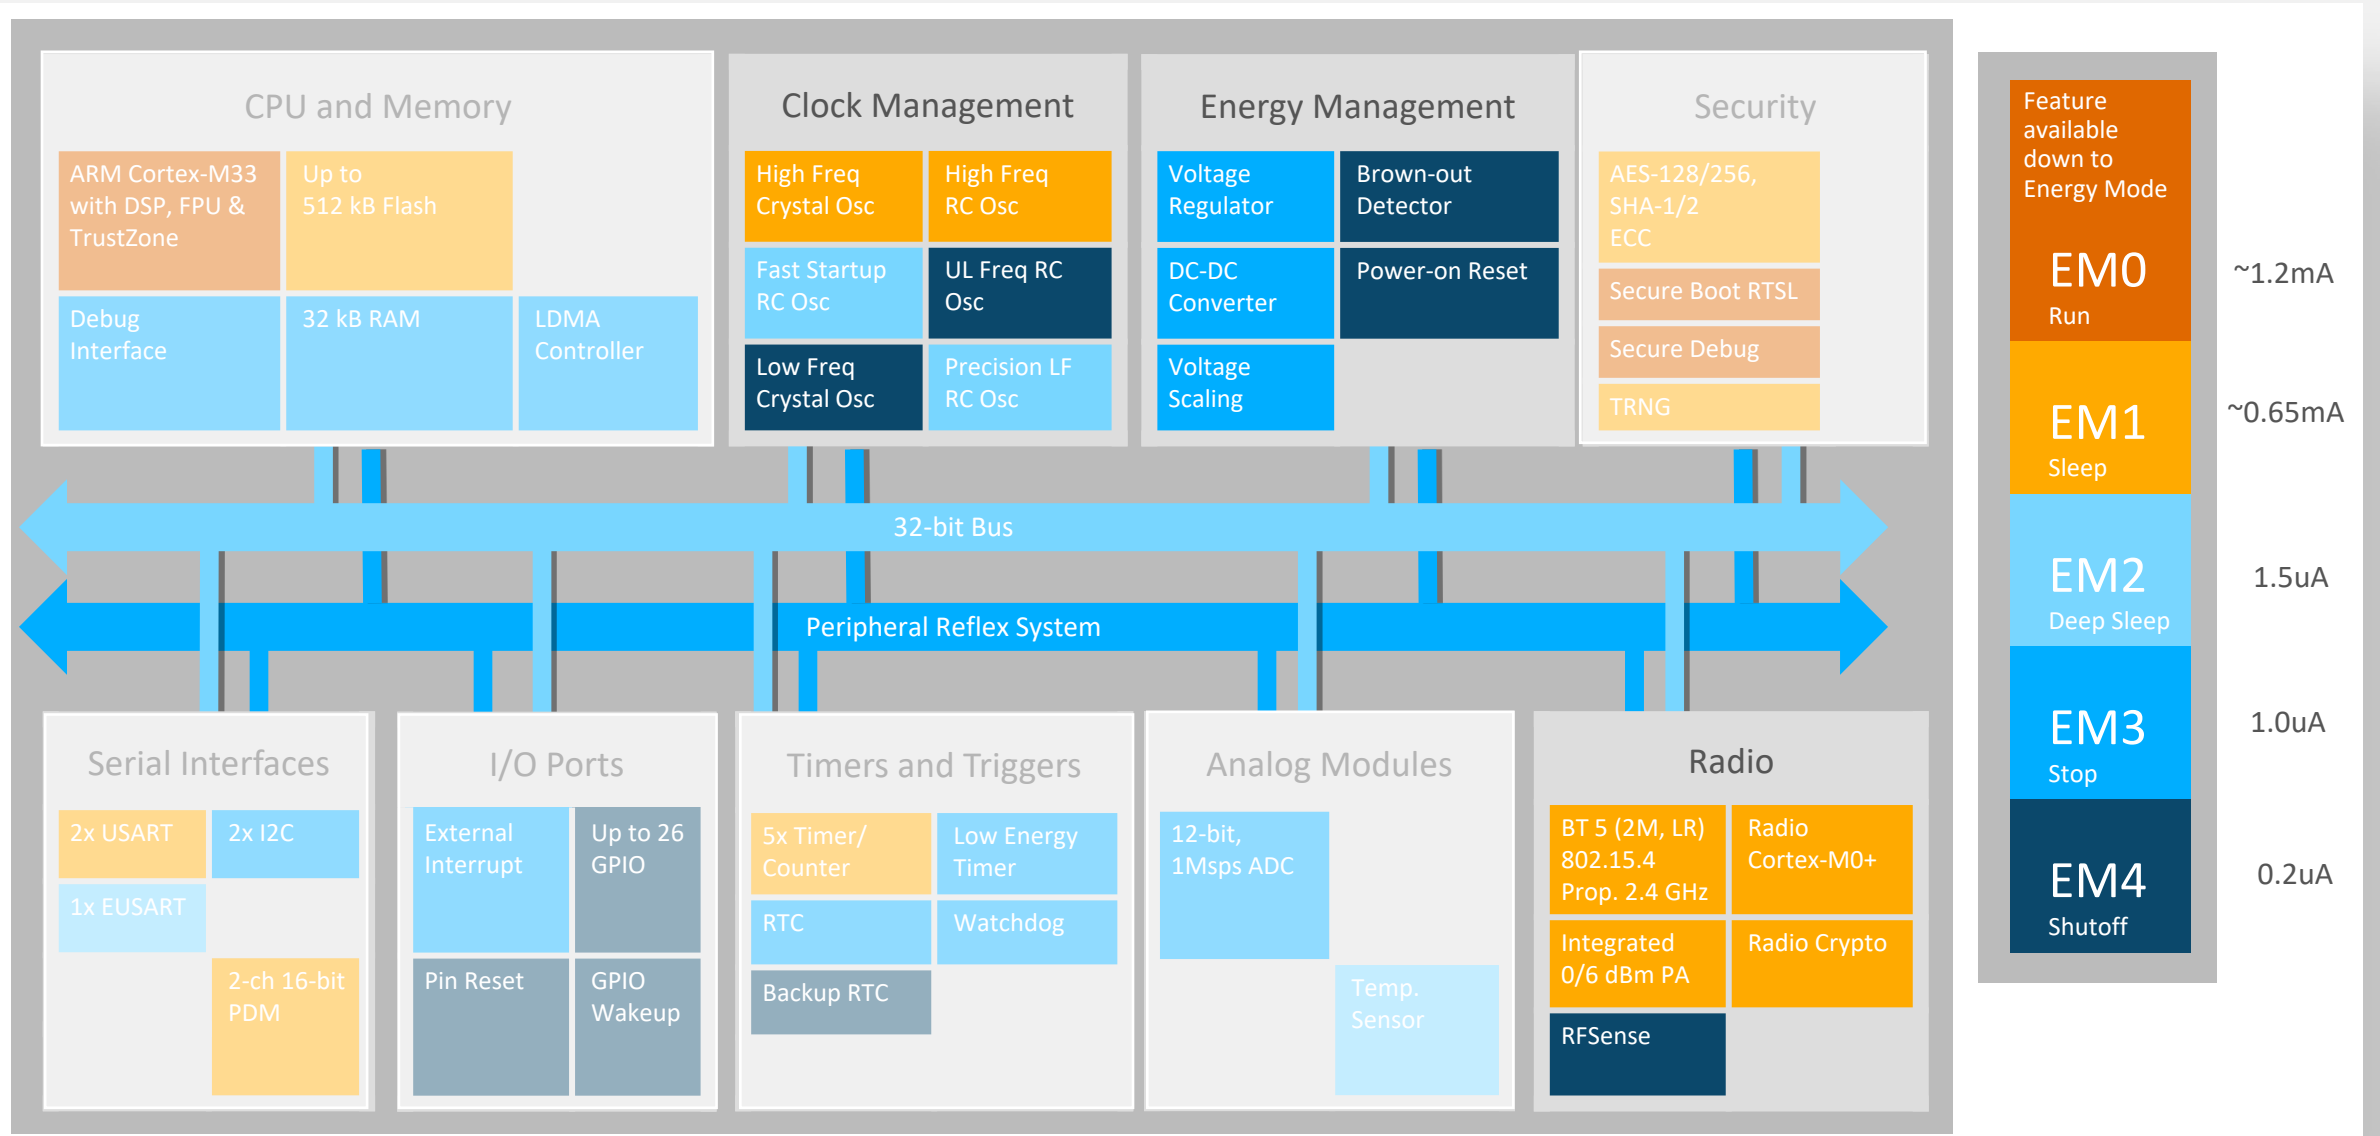 CPU and Memory
ARM Cortex-M33
with DSP, FPU &
TrustZone
Up to
512 kB Flash
Debug
Interface
32 kB RAM
LDMA
Controller
Clock Management
High Freq
Crystal Osc
High Freq
RC Osc
Fast Startup
RC Osc
UL Freq RC
Osc
Low Freq
Crystal Osc
Precision LF
RC Osc
Energy Management
Voltage
Regulator
Brown-out
Detector
DC-DC
Converter
Power-on Reset
Voltage
Scaling
Security
AES-128/256,
SHA-1/2
ECC
Secure Boot RTSL
Secure Debug
TRNG
32-bit Bus
Peripheral Reflex System
Serial Interfaces
2x USART
2x I2C
1x EUSART
2-ch 16-bit
PDM
I/O Ports
External
Interrupt
Up to 26
GPIO
Pin Reset
GPIO
Wakeup
Timers and Triggers
5x Timer/
Counter
Low Energy
Timer
RTC
Watchdog
Backup RTC
Analog Modules
12-bit,
1Msps ADC
Temp.
Sensor
Radio
BT 5 (2M, LR)
802.15.4
Prop. 2.4 GHz
Radio
Cortex-M0+
Integrated
0/6 dBm PA
Radio Crypto
RFSense
Feature
available
down to
Energy Mode
EM0
Run
~1.2mA
EM1
Sleep
~0.65mA
EM2
Deep Sleep
1.5uA
EM3
Stop
1.0uA
EM4
Shutoff
0.2uA